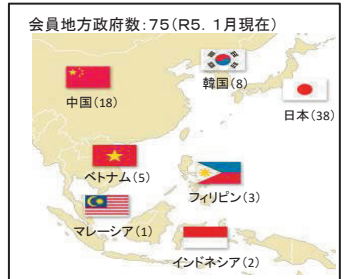 会員地方政府数:75(R5. 1月現在)
韓国(8)
中国(18)
日本(38)
ベトナム(5)
フィリピン(3)
マレーシア(1)
インドネシア(2)